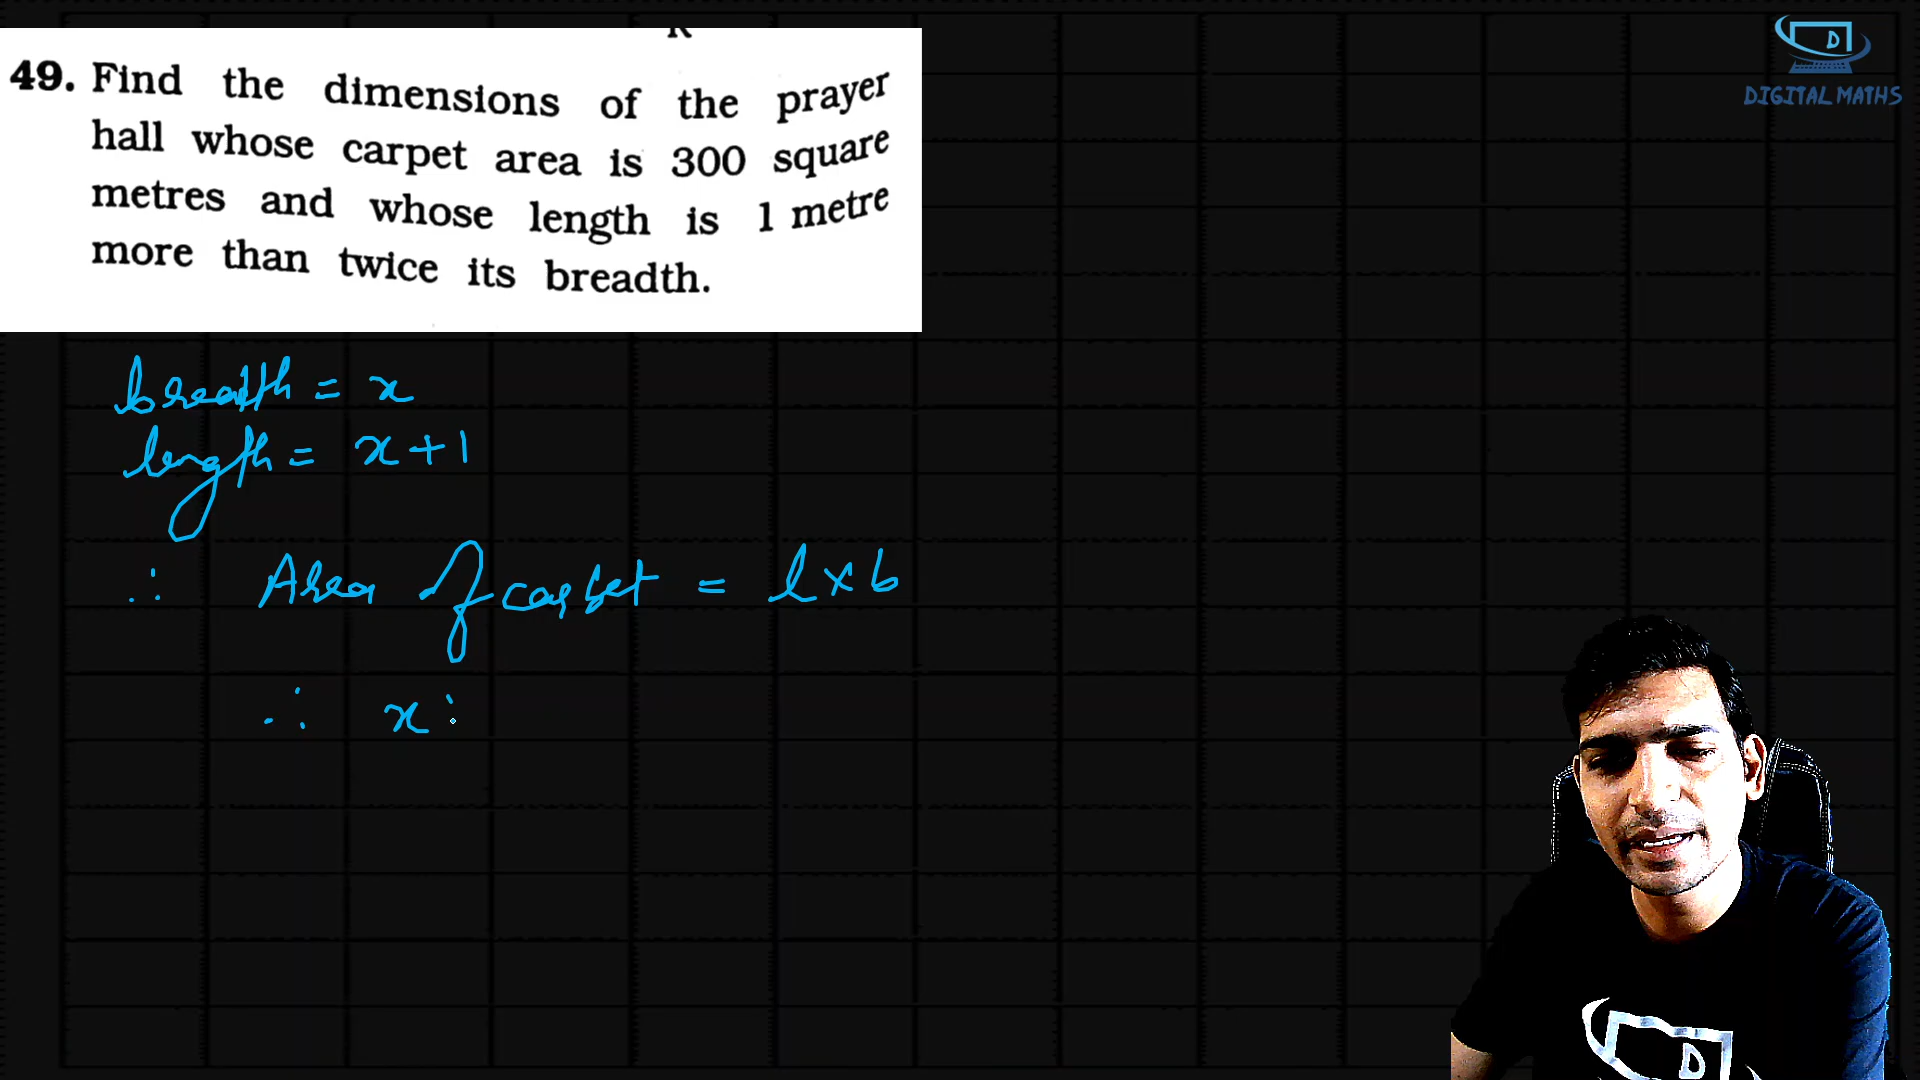 49. Find the dimensions of the prayer
hall whose carpet area is 300 square
metres and whose length is 1 metre
more than twice its breadth.
D
DIGITAL MATHS
breadth = x
length = x+1
∴ Area of carpet = l×b
∴ x
D